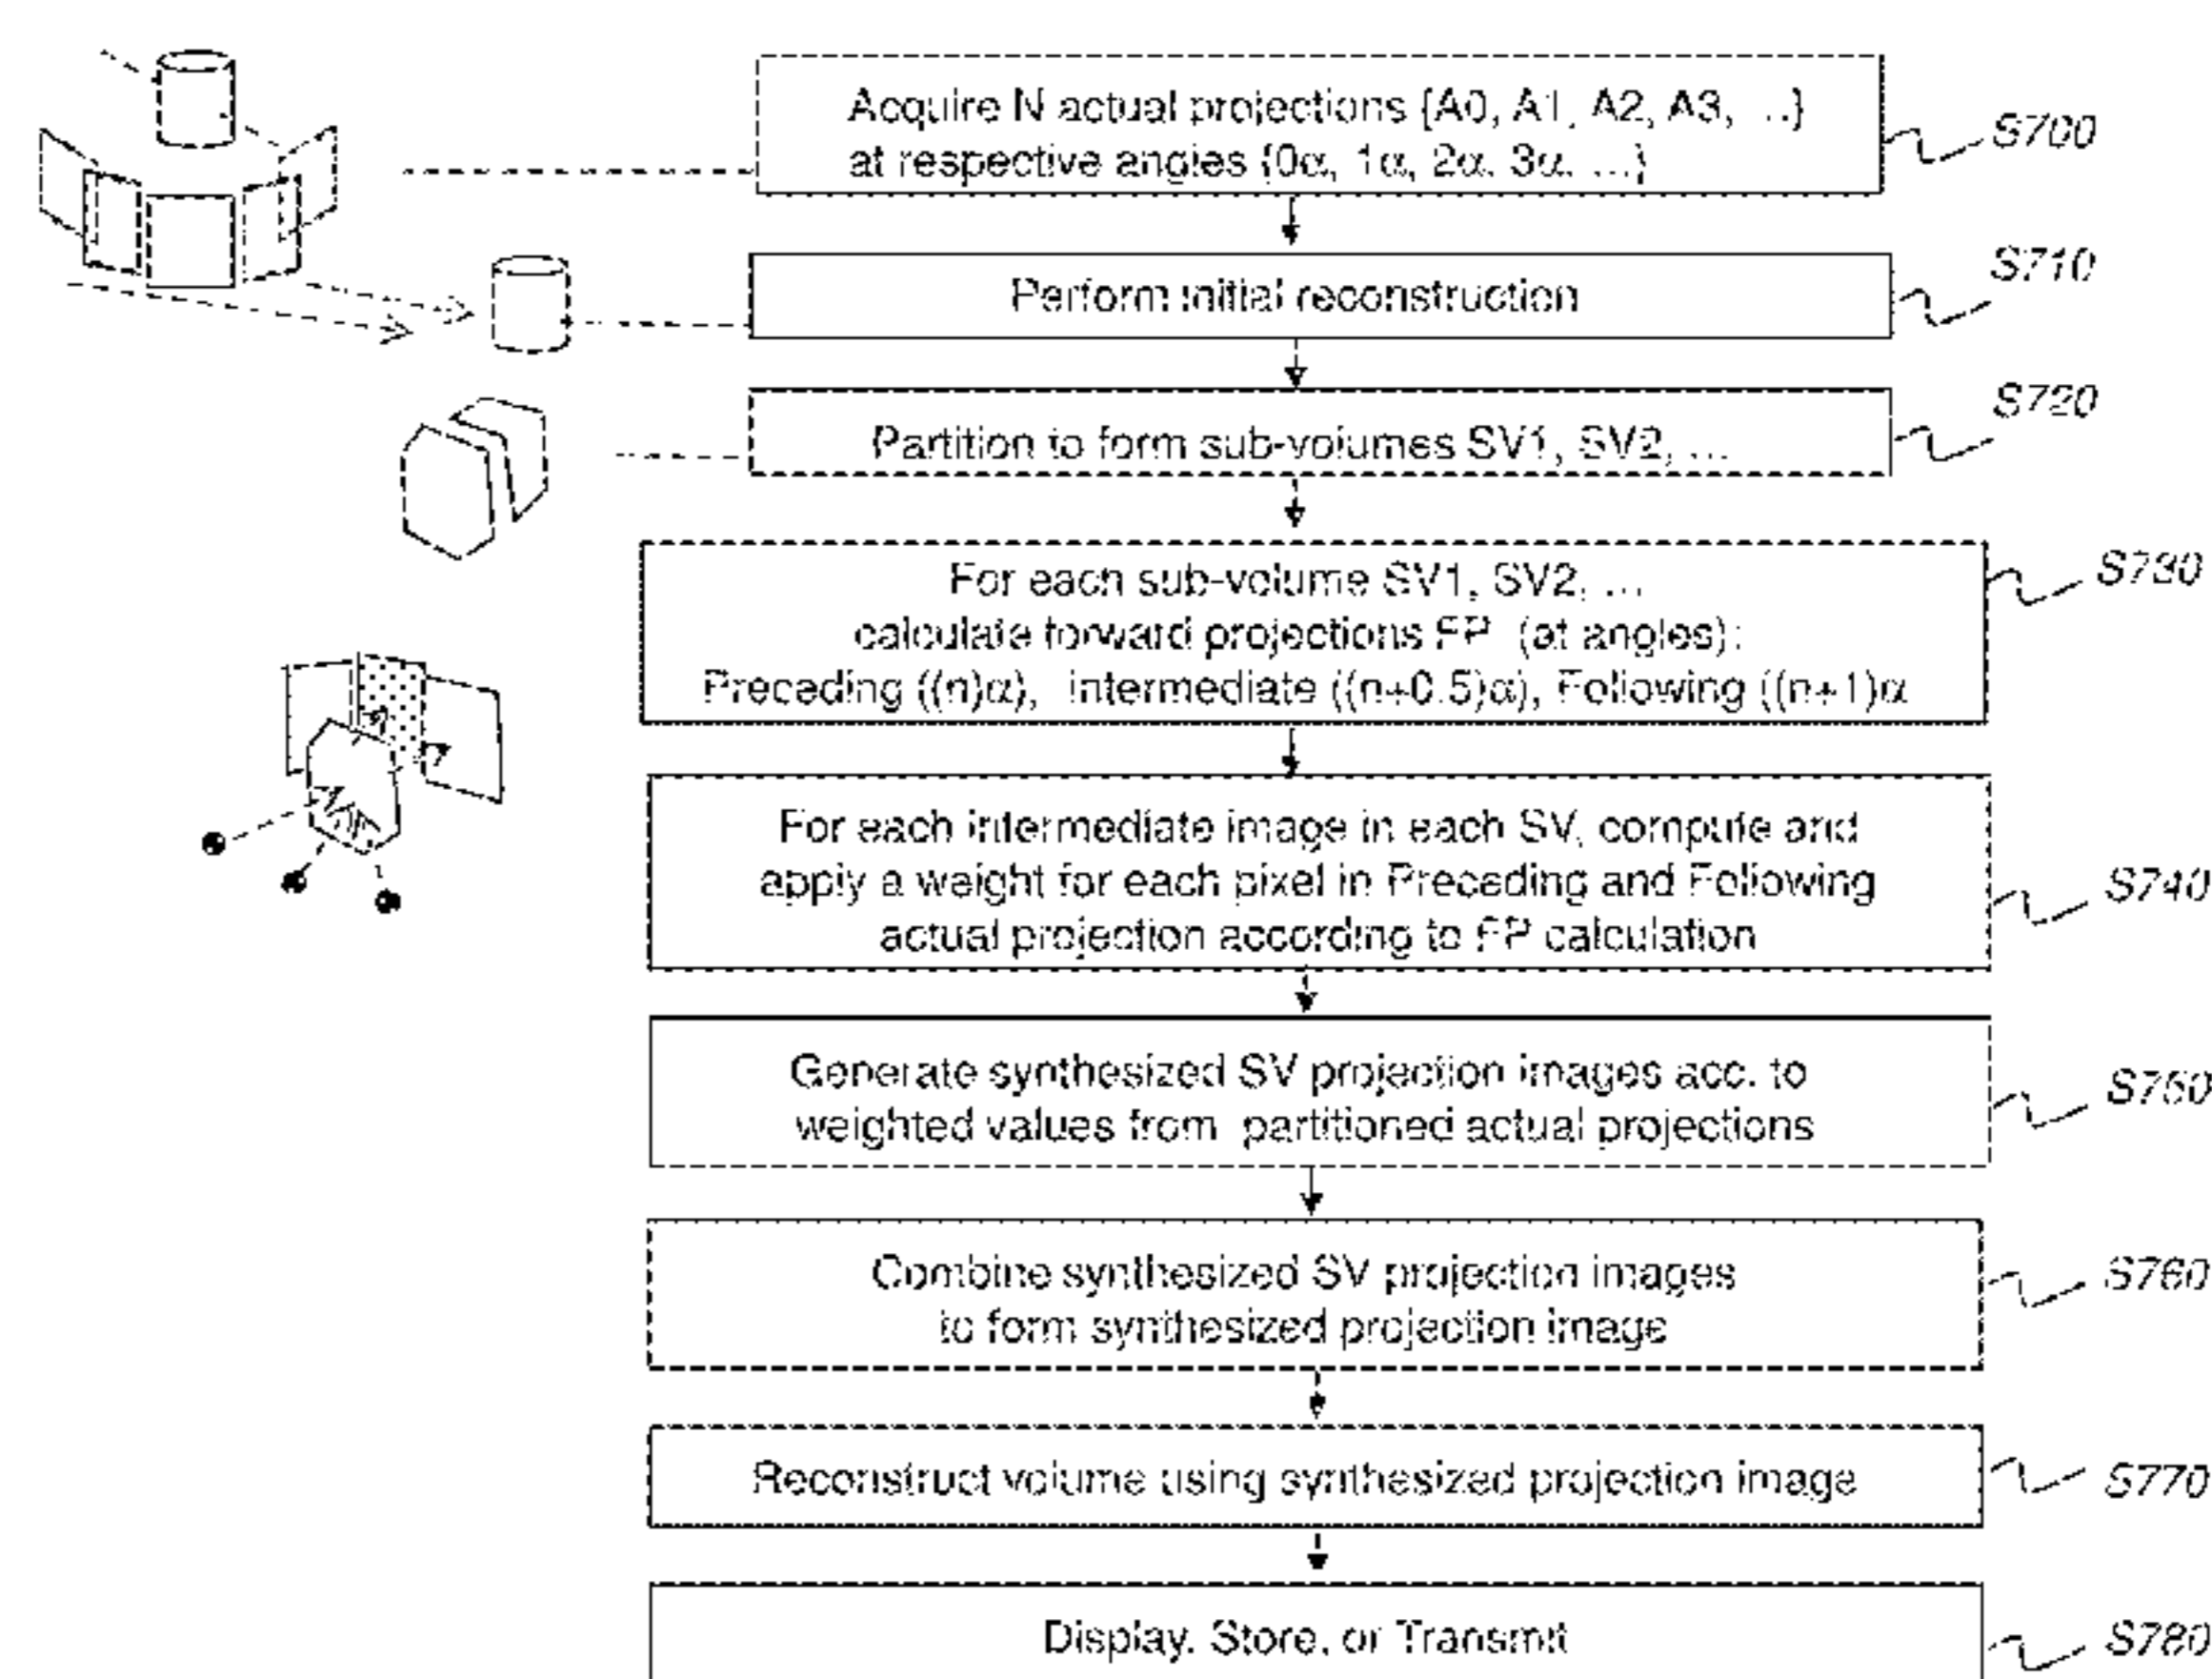 Acquire N actual projections {A0, A1, A2, A3, ...}
at respective angles {0α, 1α, 2α, 3α, ...}
S700
Perform initial reconstruction
S710
Partition to form sub-volumes SV1, SV2, ...
S720
For each sub-volume SV1, SV2, ...
calculate forward projections FP (at angles):
Preceding ((n)α), Intermediate ((n+0.5)α), Following ((n+1)α
S730
For each intermediate image in each SV, compute and
apply a weight for each pixel in Preceding and Following
actual projection according to FP calculation
S740
Generate synthesized SV projection images acc. to
weighted values from partitioned actual projections
S750
Combine synthesized SV projection images
to form synthesized projection image
S760
Reconstruct volume using synthesized projection image
S770
Display, Store, or Transmit
S780